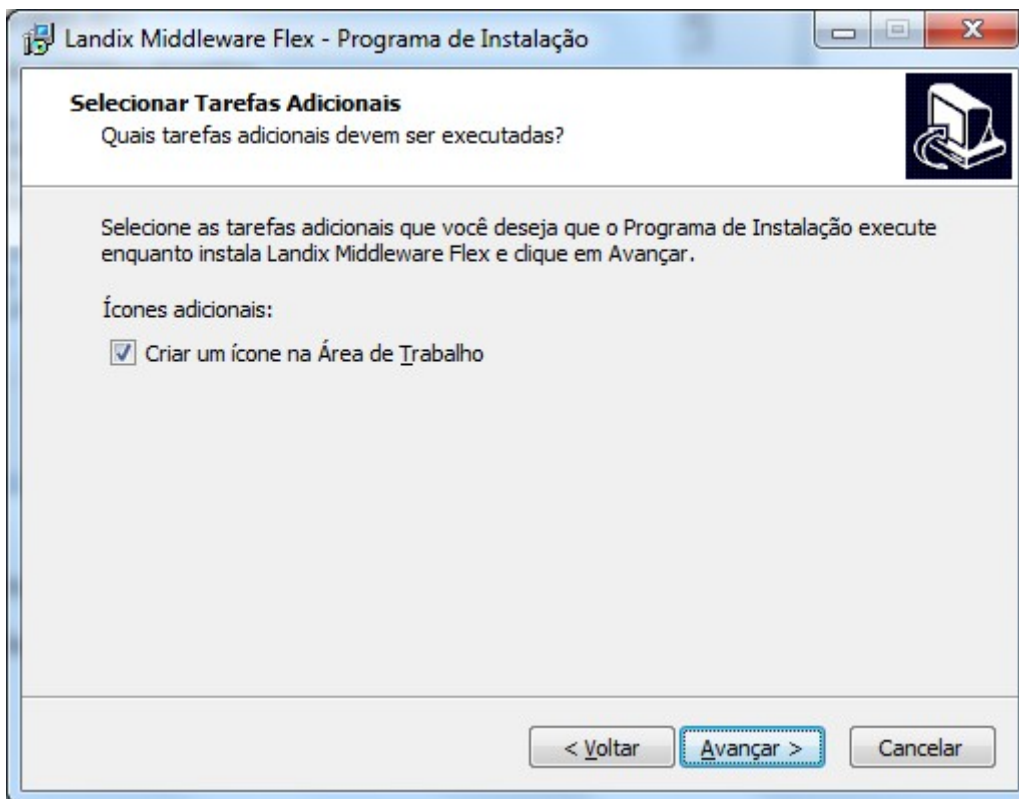 Landix Middleware Flex - Programa de Instalação
Selecionar Tarefas Adicionais
Quais tarefas adicionais devem ser executadas?
Selecione as tarefas adicionais que você deseja que o Programa de Instalação execute
enquanto instala Landix Middleware Flex e clique em Avançar.
Ícones adicionais:
Criar um ícone na Área de Trabalho
< Voltar
Avançar >
Cancelar